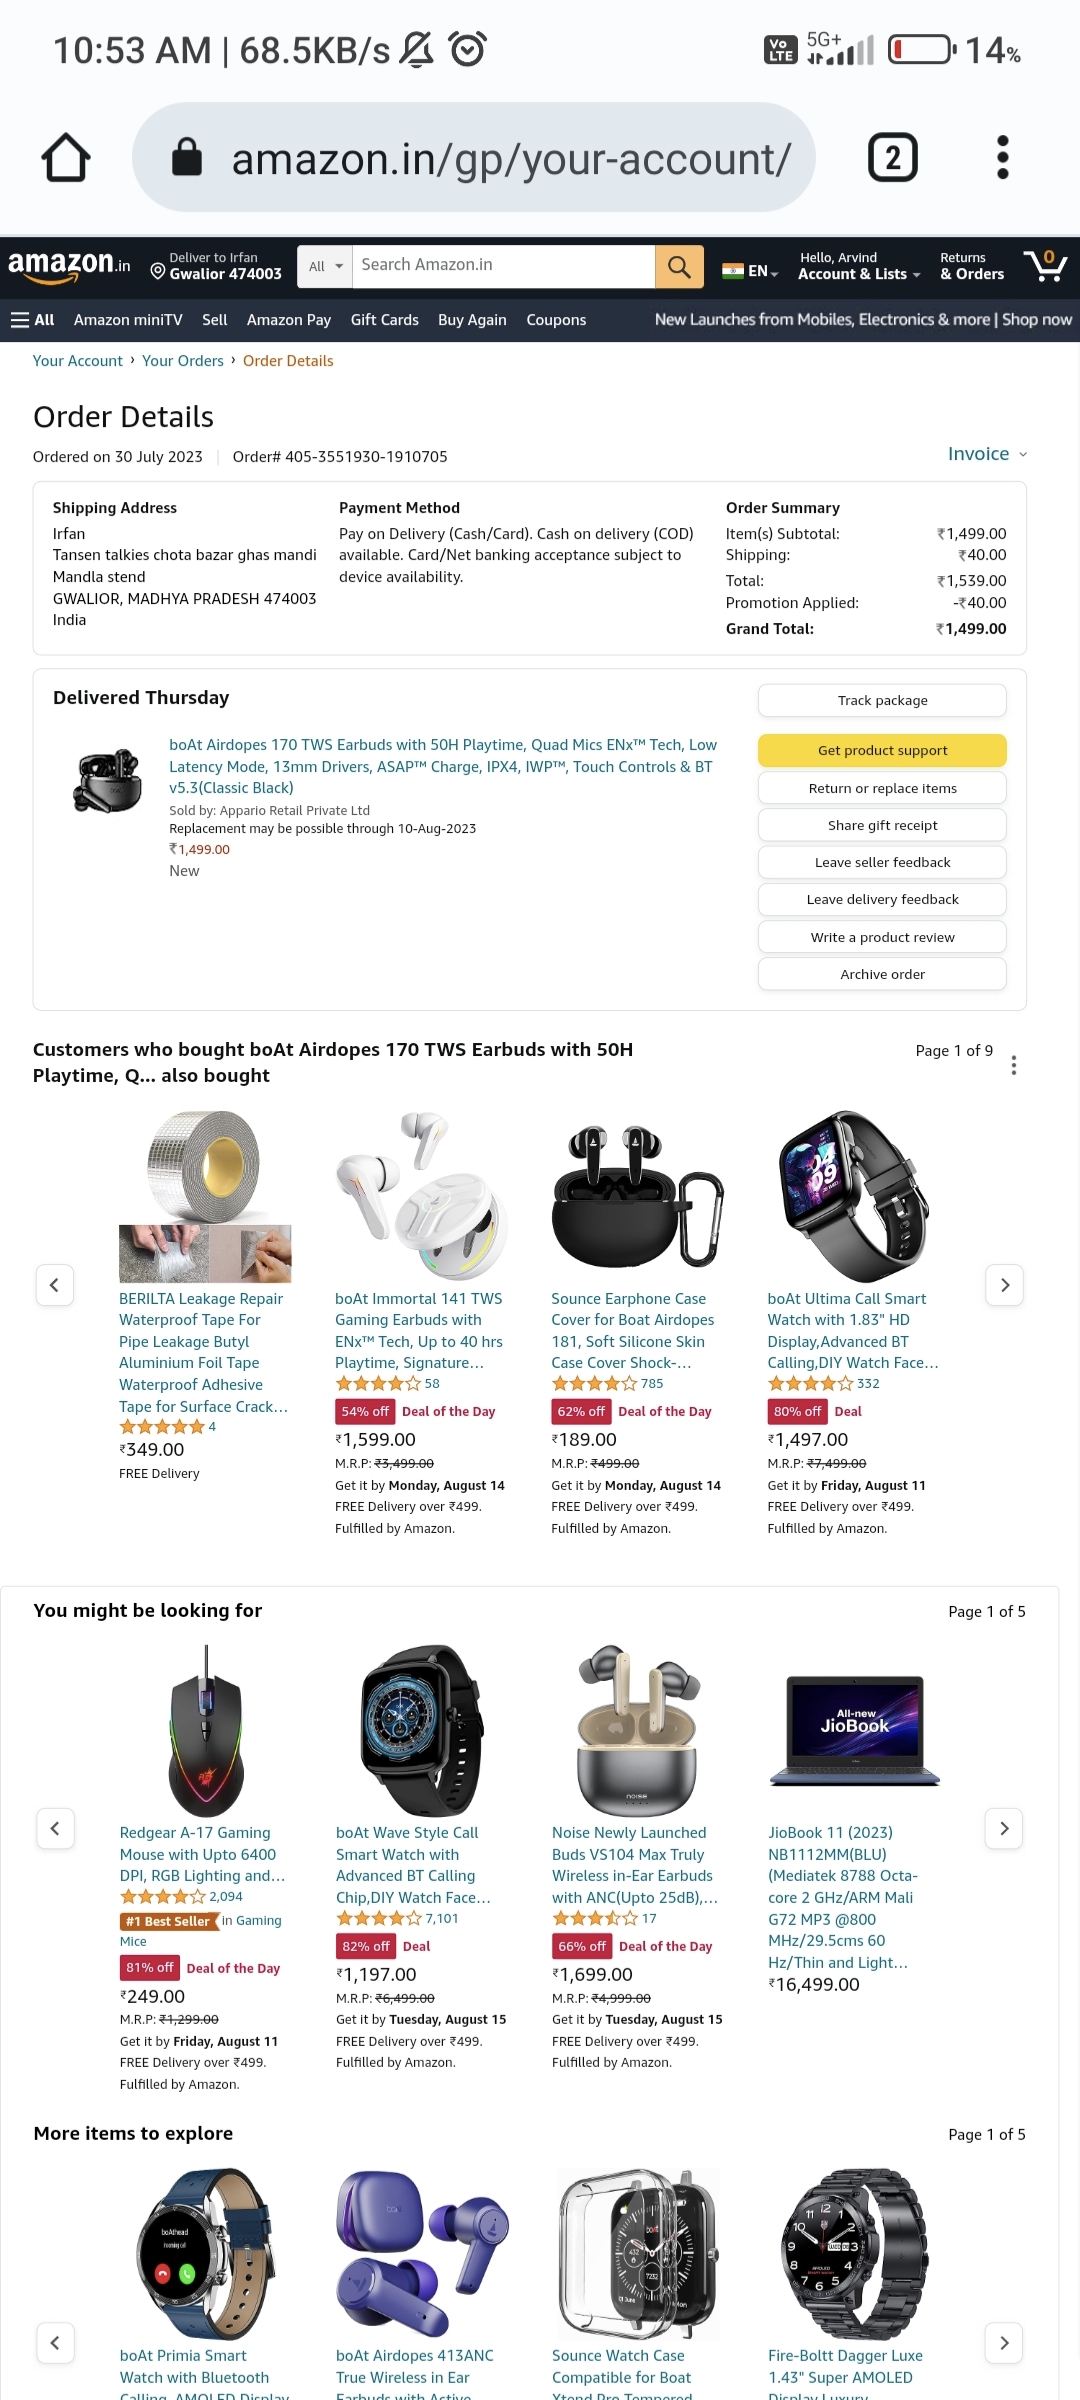 10:53 AM | 68.5KB/s
Vo LTE 5G+ 14%
amazon.in/gp/your-account/
2
amazon.in
Deliver to Irfan
Gwalior 474003
All
Search Amazon.in
EN
Hello, Arvind
Account & Lists
Returns
& Orders
0
All Amazon miniTV Sell Amazon Pay Gift Cards Buy Again Coupons
New Launches from Mobiles, Electronics & more | Shop now
Your Account › Your Orders › Order Details
Order Details
Ordered on 30 July 2023 | Order# 405-3551930-1910705
Invoice
Shipping Address
Irfan
Tansen talkies chota bazar ghas mandi
Mandla stend
GWALIOR, MADHYA PRADESH 474003
India
Payment Method
Pay on Delivery (Cash/Card). Cash on delivery (COD)
available. Card/Net banking acceptance subject to
device availability.
Order Summary
Item(s) Subtotal: ₹1,499.00
Shipping: ₹40.00
Total: ₹1,539.00
Promotion Applied: -₹40.00
Grand Total: ₹1,499.00
Delivered Thursday
boAt Airdopes 170 TWS Earbuds with 50H Playtime, Quad Mics ENx™ Tech, Low
Latency Mode, 13mm Drivers, ASAP™ Charge, IPX4, IWP™, Touch Controls & BT
v5.3(Classic Black)
Sold by: Appario Retail Private Ltd
Replacement may be possible through 10-Aug-2023
₹1,499.00
New
Track package
Get product support
Return or replace items
Share gift receipt
Leave seller feedback
Leave delivery feedback
Write a product review
Archive order
Customers who bought boAt Airdopes 170 TWS Earbuds with 50H
Playtime, Q... also bought
Page 1 of 9
BERILTA Leakage Repair
Waterproof Tape For
Pipe Leakage Butyl
Aluminium Foil Tape
Waterproof Adhesive
Tape for Surface Crack...
4
₹349.00
FREE Delivery
boAt Immortal 141 TWS
Gaming Earbuds with
ENx™ Tech, Up to 40 hrs
Playtime, Signature...
58
54% off Deal of the Day
₹1,599.00
M.R.P: ₹3,499.00
Get it by Monday, August 14
FREE Delivery over ₹499.
Fulfilled by Amazon.
Sounce Earphone Case
Cover for Boat Airdopes
181, Soft Silicone Skin
Case Cover Shock-...
785
62% off Deal of the Day
₹189.00
M.R.P: ₹499.00
Get it by Monday, August 14
FREE Delivery over ₹499.
Fulfilled by Amazon.
boAt Ultima Call Smart
Watch with 1.83" HD
Display,Advanced BT
Calling,DIY Watch Face...
332
80% off Deal
₹1,497.00
M.R.P: ₹7,499.00
Get it by Friday, August 11
FREE Delivery over ₹499.
Fulfilled by Amazon.
You might be looking for
Page 1 of 5
Redgear A-17 Gaming
Mouse with Upto 6400
DPI, RGB Lighting and...
2,094
#1 Best Seller in Gaming
Mice
81% off Deal of the Day
₹249.00
M.R.P: ₹1,299.00
Get it by Friday, August 11
FREE Delivery over ₹499.
Fulfilled by Amazon.
boAt Wave Style Call
Smart Watch with
Advanced BT Calling
Chip,DIY Watch Face...
7,101
82% off Deal
₹1,197.00
M.R.P: ₹6,499.00
Get it by Tuesday, August 15
FREE Delivery over ₹499.
Fulfilled by Amazon.
noise
Noise Newly Launched
Buds VS104 Max Truly
Wireless in-Ear Earbuds
with ANC(Upto 25dB),...
17
66% off Deal of the Day
₹1,699.00
M.R.P: ₹4,999.00
Get it by Tuesday, August 15
FREE Delivery over ₹499.
Fulfilled by Amazon.
All-new
JioBook
JioBook 11 (2023)
NB1112MM(BLU)
(Mediatek 8788 Octa-
core 2 GHz/ARM Mali
G72 MP3 @800
MHz/29.5cms 60
Hz/Thin and Light...
₹16,499.00
More items to explore
Page 1 of 5
boAthead
Incoming call
boAt Primia Smart
Watch with Bluetooth
Calling, AMOLED Display
boAt Airdopes 413ANC
True Wireless in Ear
Earbuds with Active
Sounce Watch Case
Compatible for Boat
Xtend Pro Tempered
Fire-Boltt Dagger Luxe
1.43" Super AMOLED
Display Luxury